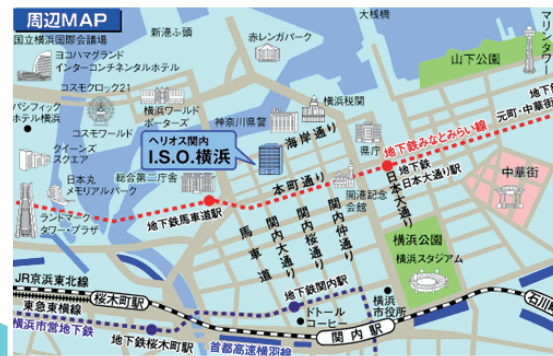 周辺MAP
国立横浜国際会議場
新港ふ頭
大桟橋
マリンタワー
ヨコハマグランド
インターコンチネンタルホテル
赤レンガパーク
山下公園
コスモクロック21
パシフィック
ホテル横浜
横浜ワールド
ポーターズ
横浜税関
神奈川県警
コスモワールド
海岸通り
地下鉄みなとみらい線
元町・中華街
地下鉄
ヘリオス関内
I.S.O.横浜
クイーンズ
スクエア
県庁
地下鉄
日本大通り駅
日本大通り
中華街
日本丸
メモリアルパーク
総合第二庁舎
本町通り
開港記念
会館
ランドマーク
タワー・プラザ
地下鉄馬車道駅
馬車道
関内大通り
関内桜通り
関内仲通り
横浜公園
横浜スタジアム
JR京浜東北線
東急東横線
横浜市営地下鉄
桜木町駅
地下鉄関内駅
横浜
市役所
ドトール
コーヒー
関内駅
石川
地下鉄桜木町駅
首都高速横羽線